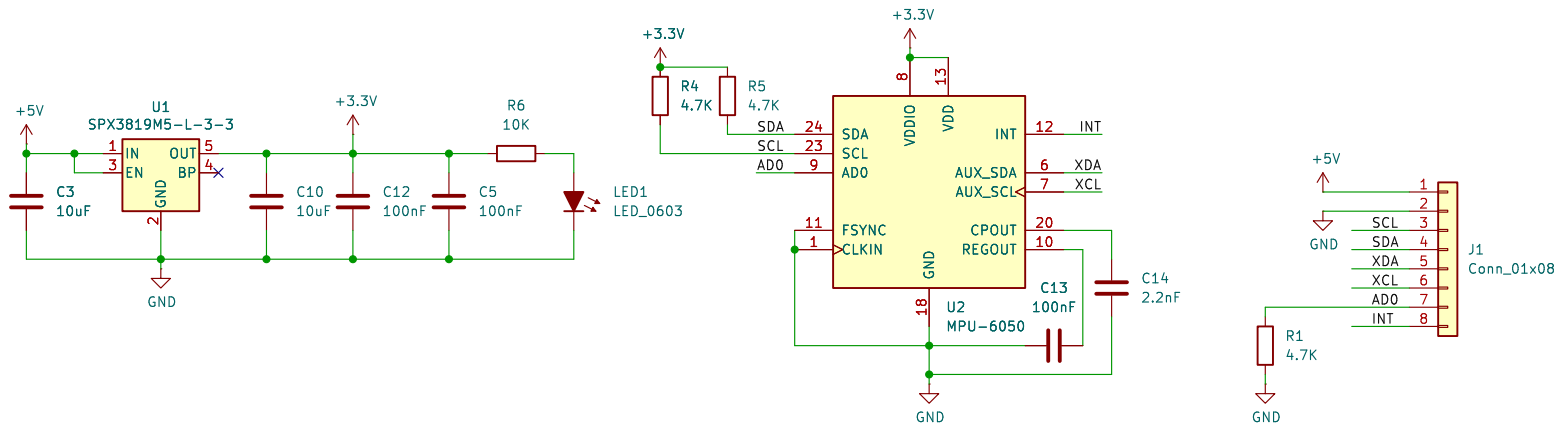 +5V
U1
SPX3819M5-L-3-3
1
IN
OUT
5
3
EN
BP
4
GND
2
C3
10uF
GND
+3.3V
C10
10uF
C12
100nF
C5
100nF
R6
10K
LED1
LED_0603
+3.3V
R4
4.7K
R5
4.7K
SDA
24
SDA
SCL
23
SCL
AD0
9
AD0
11
FSYNC
1
CLKIN
+3.3V
8
13
VDDIO
VDD
INT
12
INT
AUX_SDA
6
XDA
AUX_SCL
7
XCL
CPOUT
20
REGOUT
10
GND
18
U2
MPU-6050
C13
100nF
C14
2.2nF
GND
+5V
1
2
GND
SCL
3
SDA
4
XDA
5
XCL
6
AD0
7
INT
8
J1
Conn_01x08
R1
4.7K
GND